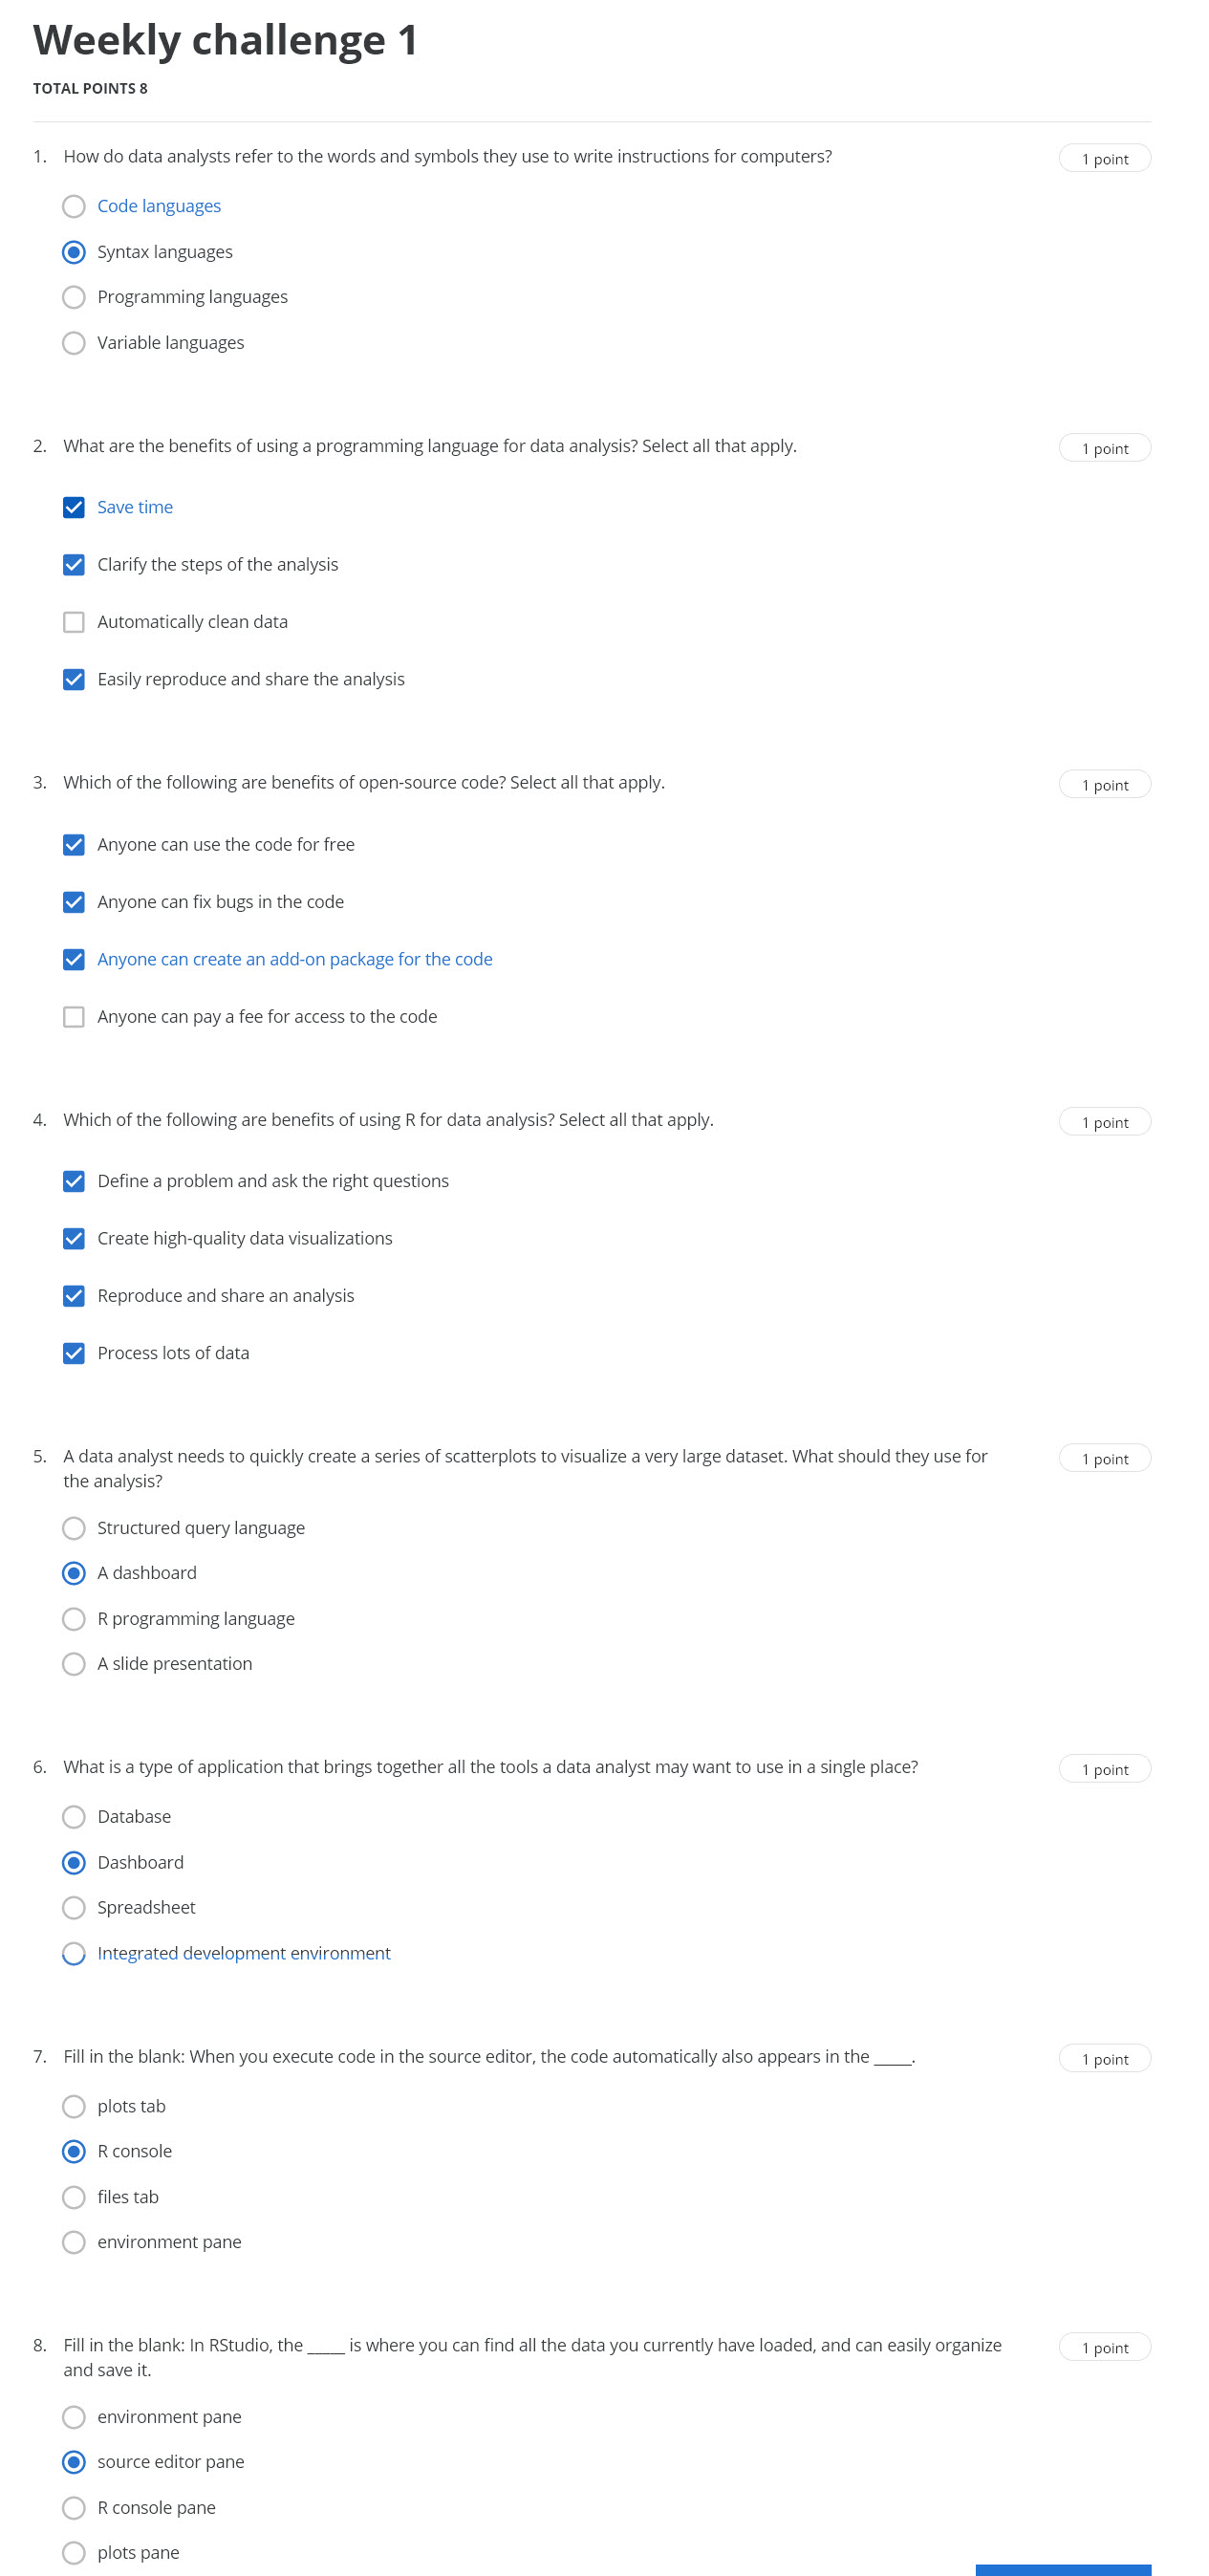 Weekly challenge 1
TOTAL POINTS 8
1. How do data analysts refer to the words and symbols they use to write instructions for computers?
1 point
Code languages
Syntax languages
Programming languages
Variable languages
2. What are the benefits of using a programming language for data analysis? Select all that apply.
1 point
Save time
Clarify the steps of the analysis
Automatically clean data
Easily reproduce and share the analysis
3. Which of the following are benefits of open-source code? Select all that apply.
1 point
Anyone can use the code for free
Anyone can fix bugs in the code
Anyone can create an add-on package for the code
Anyone can pay a fee for access to the code
4. Which of the following are benefits of using R for data analysis? Select all that apply.
1 point
Define a problem and ask the right questions
Create high-quality data visualizations
Reproduce and share an analysis
Process lots of data
5. A data analyst needs to quickly create a series of scatterplots to visualize a very large dataset. What should they use for
the analysis?
1 point
Structured query language
A dashboard
R programming language
A slide presentation
6. What is a type of application that brings together all the tools a data analyst may want to use in a single place?
1 point
Database
Dashboard
Spreadsheet
Integrated development environment
7. Fill in the blank: When you execute code in the source editor, the code automatically also appears in the _____.
1 point
plots tab
R console
files tab
environment pane
8. Fill in the blank: In RStudio, the _____ is where you can find all the data you currently have loaded, and can easily organize
and save it.
1 point
environment pane
source editor pane
R console pane
plots pane